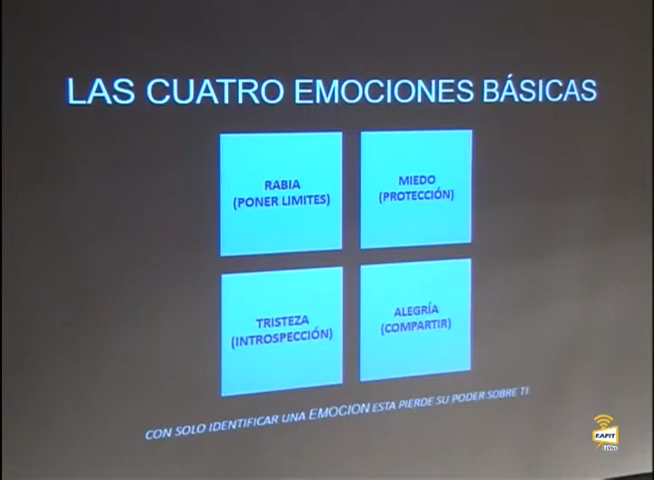 LAS CUATRO EMOCIONES BÁSICAS
RABIA
(PONER LIMITES)
MIEDO
(PROTECCIÓN)
TRISTEZA
(INTROSPECCIÓN)
ALEGRÍA
(COMPARTIR)
CON SOLO IDENTIFICAR UNA EMOCION ESTA PIERDE SU PODER SOBRE TI